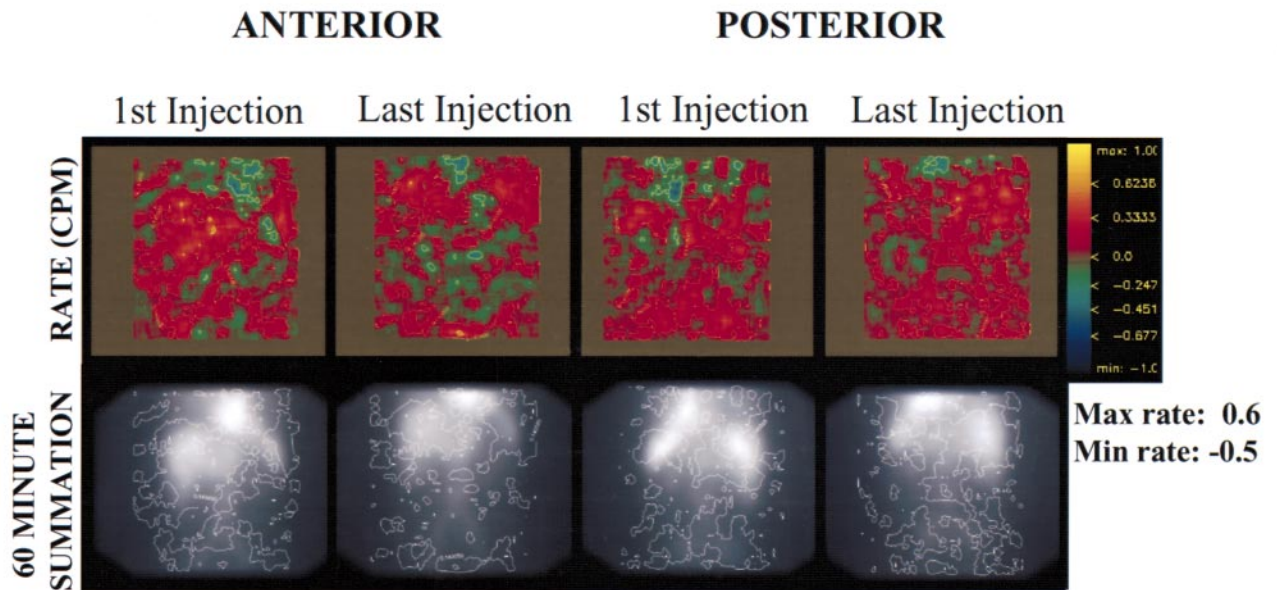 ANTERIOR
POSTERIOR
1st Injection
Last Injection
1st Injection
Last Injection
RATE (CPM)
max: 1.00
< 0.6238
< 0.3333
< 0.0
< -0.247
< -0.451
< -0.677
min: -1.0
60 MINUTE
SUMMATION
Max rate: 0.6
Min rate: -0.5